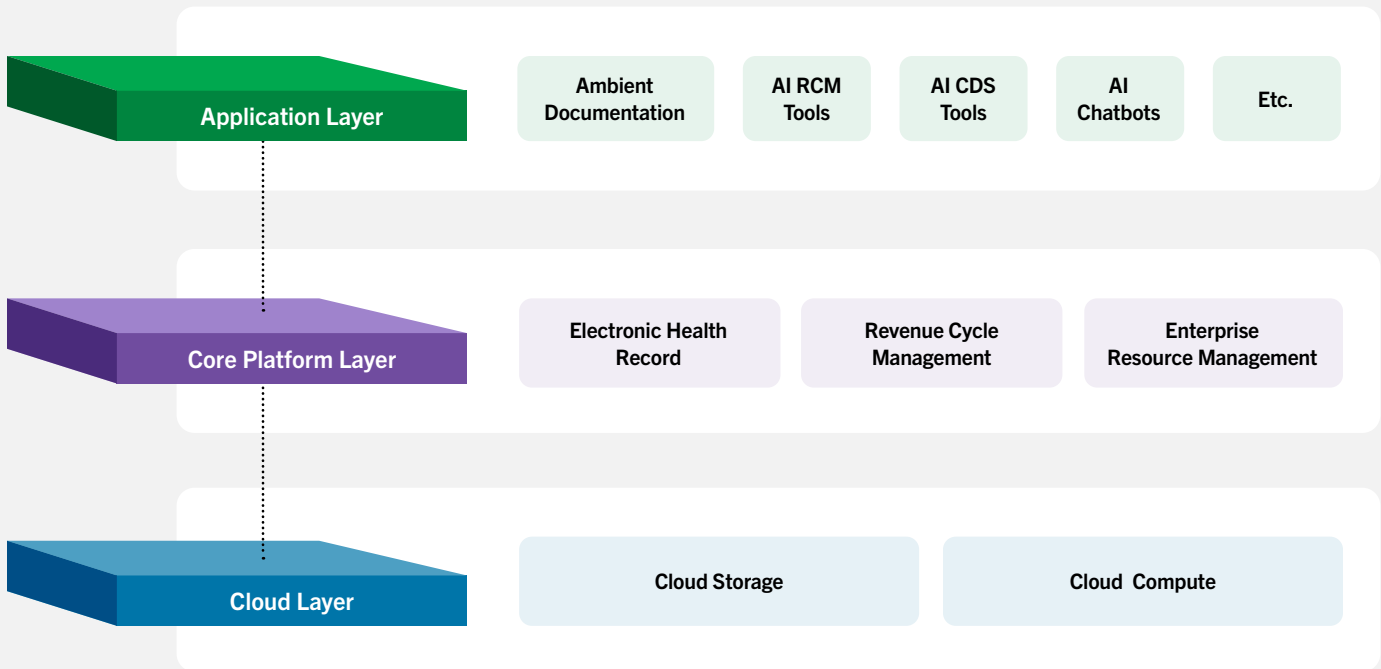 Application Layer
Ambient
Documentation
AI RCM
Tools
AI CDS
Tools
AI
Chatbots
Etc.
Core Platform Layer
Electronic Health
Record
Revenue Cycle
Management
Enterprise
Resource Management
Cloud Layer
Cloud Storage
Cloud Compute